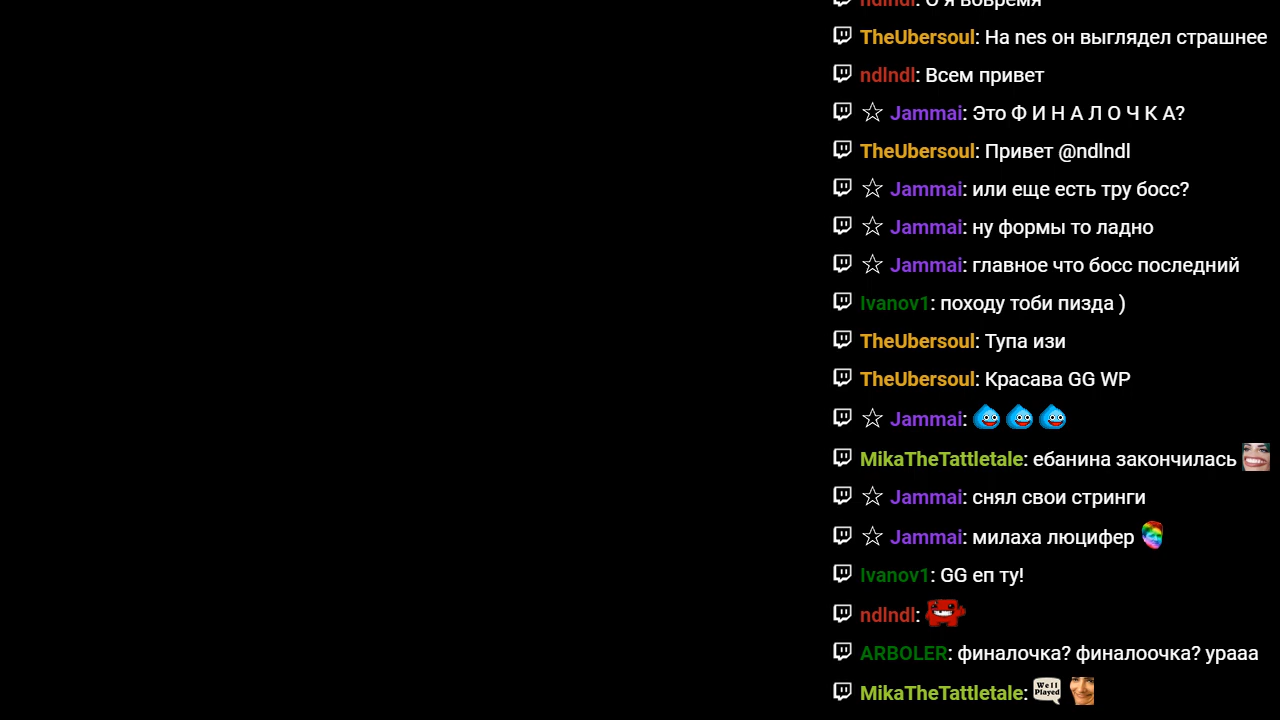 ndlndl: О я вовремя
TheUbersoul: На nes он выглядел страшнее
ndlndl: Всем привет
☆ Jammai: Это Ф И Н А Л О Ч К А?
TheUbersoul: Привет @ndlndl
☆ Jammai: или еще есть тру босс?
☆ Jammai: ну формы то ладно
☆ Jammai: главное что босс последний
Ivanov1: походу тоби пизда )
TheUbersoul: Тупа изи
TheUbersoul: Красава GG WP
☆ Jammai:
MikaTheTattletale: ебанина закончилась
☆ Jammai: снял свои стринги
☆ Jammai: милаха люцифер
Ivanov1: GG еп ту!
ndlndl:
ARBOLER: финалочка? финалоочка? урааа
MikaTheTattletale: Well Played